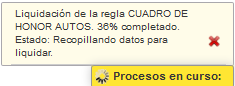 Liquidación de la regla CUADRO DE
HONOR AUTOS. 36% completado.
Estado: Recopillando datos para
liquidar.
Procesos en curso: